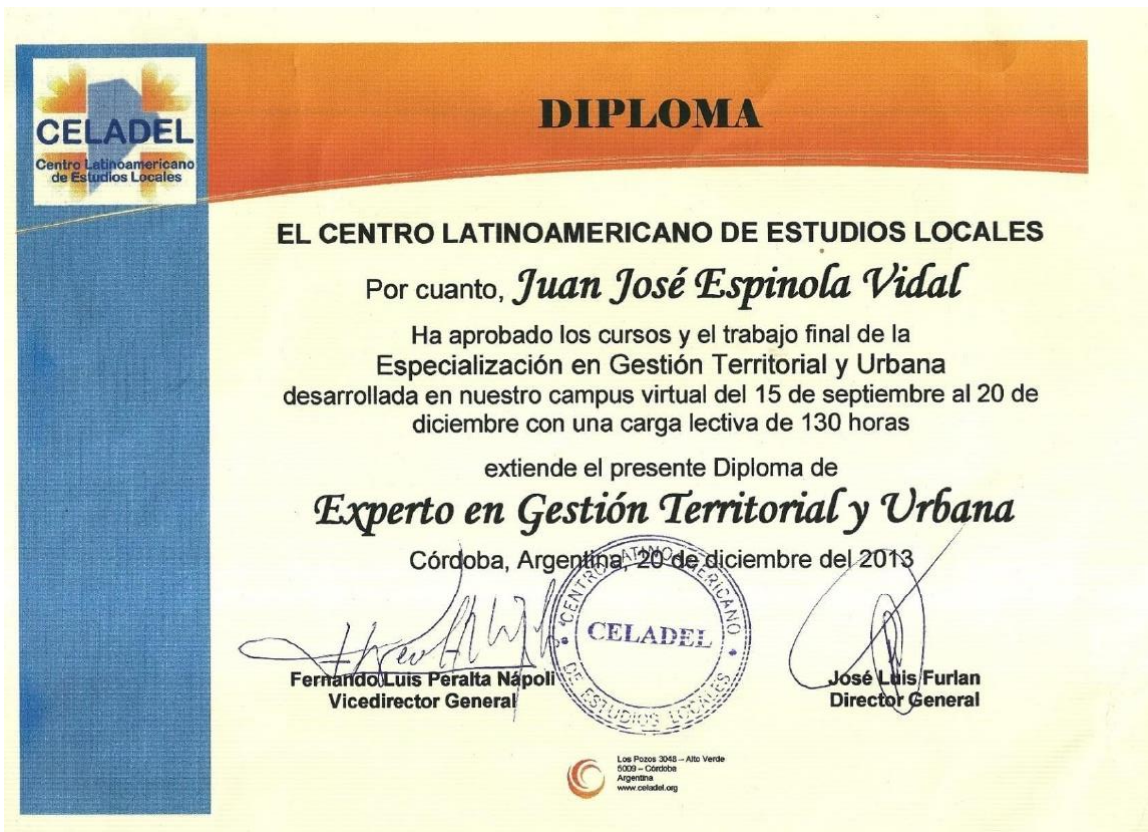 CELADEL
Centro Latinoamericano
de Estudios Locales
DIPLOMA
EL CENTRO LATINOAMERICANO DE ESTUDIOS LOCALES
Por cuanto, Juan José Espinola Vidal
Ha aprobado los cursos y el trabajo final de la
Especialización en Gestión Territorial y Urbana
desarrollada en nuestro campus virtual del 15 de septiembre al 20 de
diciembre con una carga lectiva de 130 horas
extiende el presente Diploma de
Experto en Gestión Territorial y Urbana
Córdoba, Argentina, 20 de diciembre del 2013
CENTRO LATINOAMERICANO
CELADEL
DE ESTUDIOS LOCALES
Fernando Luis Peralta Nápoli
Vicedirector General
José Luis Furlan
Director General
Los Pozos 3048 – Alto Verde
5009 – Córdoba
Argentina
www.celadel.org